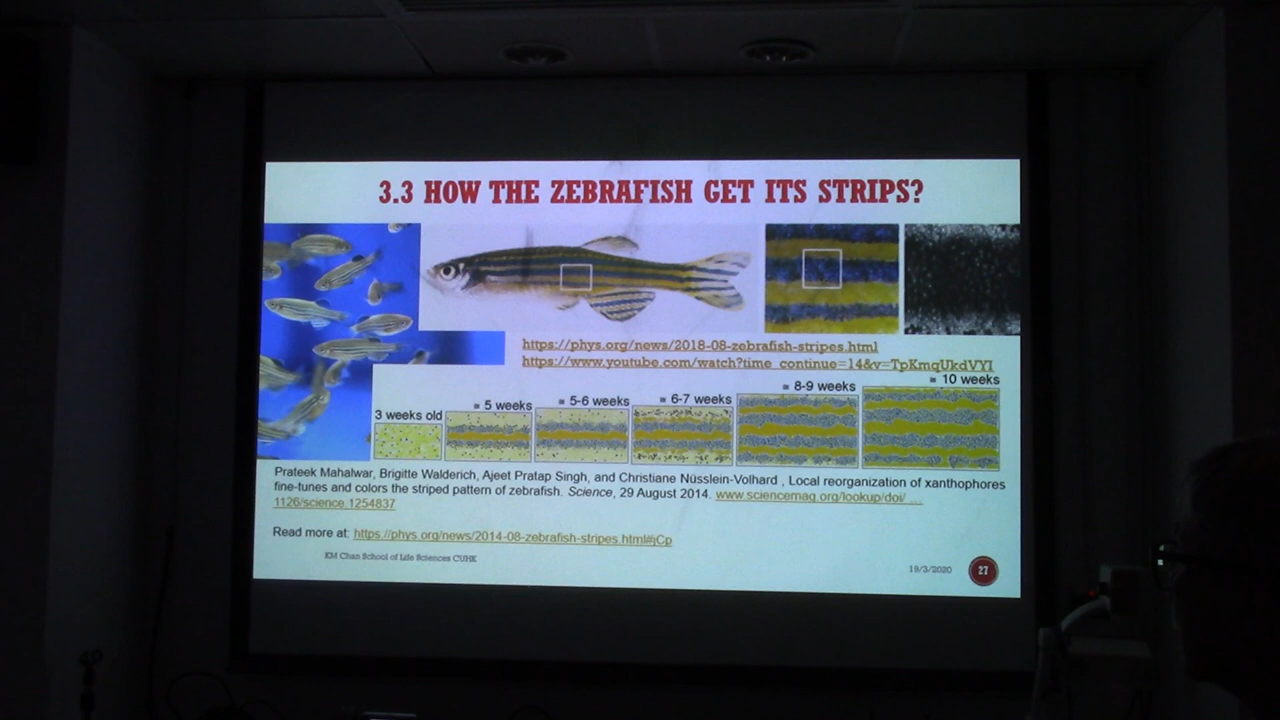 3.3 HOW THE ZEBRAFISH GET ITS STRIPS?
https://phys.org/news/2018-08-zebrafish-stripes.html
https://www.youtube.com/watch?time_continue=14&v=TpKmqUkdVYI
3 weeks old
≈ 5 weeks
≈ 5-6 weeks
≈ 6-7 weeks
≈ 8-9 weeks
≈ 10 weeks
Prateek Mahalwar, Brigitte Walderich, Ajeet Pratap Singh, and Christiane Nüsslein-Volhard , Local reorganization of xanthophores
fine-tunes and colors the striped pattern of zebrafish. Science, 29 August 2014. www.sciencemag.org/lookup/doi/ ...
1126/science.1254837
Read more at: https://phys.org/news/2014-08-zebrafish-stripes.html#jCp
KM Chan School of Life Sciences CUHK
19/3/2020
27